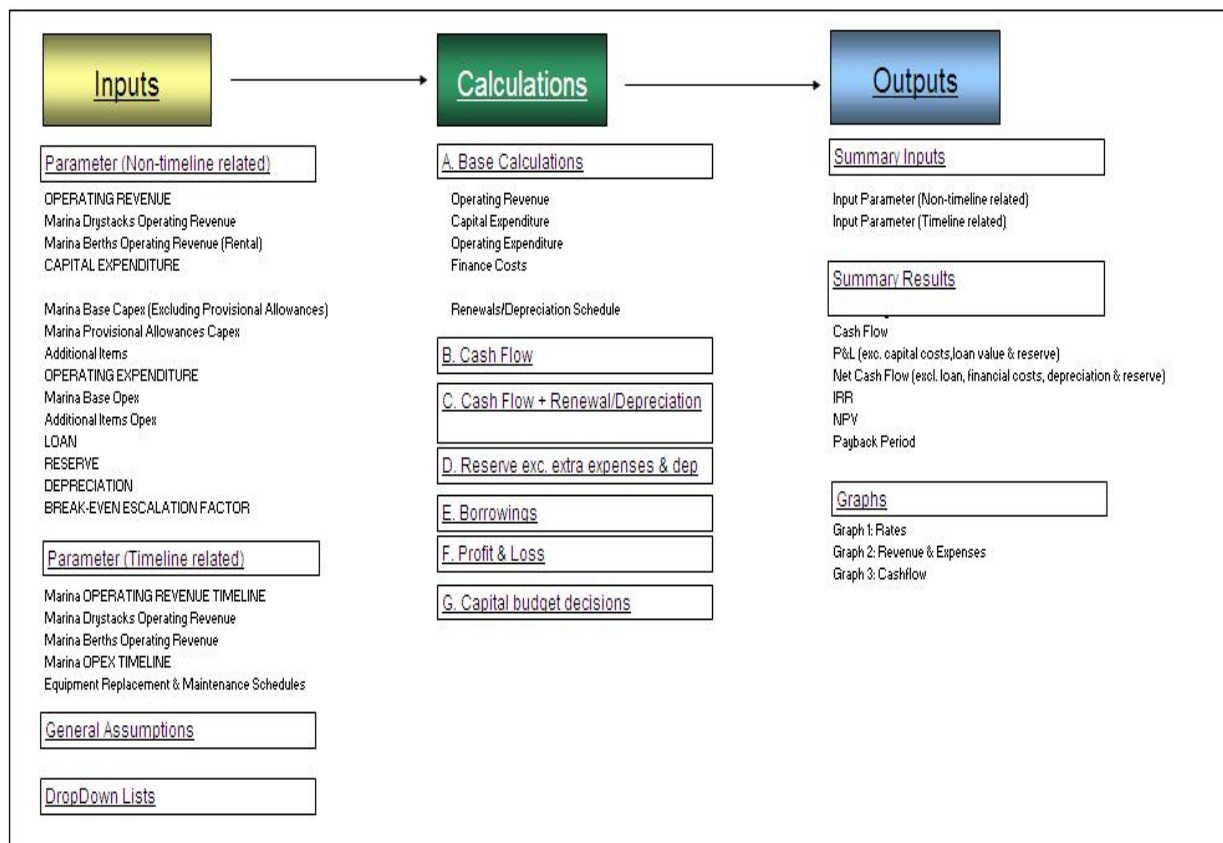 Inputs
Parameter (Non-timeline related)
OPERATING REVENUE
Marina Drystacks Operating Revenue
Marina Berths Operating Revenue (Rental)
CAPITAL EXPENDITURE
Marina Base Capex (Excluding Provisional Allowances)
Marina Provisional Allowances Capex
Additional Items
OPERATING EXPENDITURE
Marina Base Opex
Additional Items Opex
LOAN
RESERVE
DEPRECIATION
BREAK-EVEN ESCALATION FACTOR
Parameter (Timeline related)
Marina OPERATING REVENUE TIMELINE
Marina Drystacks Operating Revenue
Marina Berths Operating Revenue
Marina OPEX TIMELINE
Equipment Replacement & Maintenance Schedules
General Assumptions
DropDown Lists
Calculations
A. Base Calculations
Operating Revenue
Capital Expenditure
Operating Expenditure
Finance Costs
Renewals/Depreciation Schedule
B. Cash Flow
C. Cash Flow + Renewal/Depreciation
D. Reserve exc. extra expenses & dep
E. Borrowings
F. Profit & Loss
G. Capital budget decisions
Outputs
Summary Inputs
Input Parameter (Non-timeline related)
Input Parameter (Timeline related)
Summary Results
Cash Flow
P&L (exc. capital costs,loan value & reserve)
Net Cash Flow (excl. loan, financial costs, depreciation & reserve)
IRR
NPV
Payback Period
Graphs
Graph 1: Rates
Graph 2: Revenue & Expenses
Graph 3: Cashflow